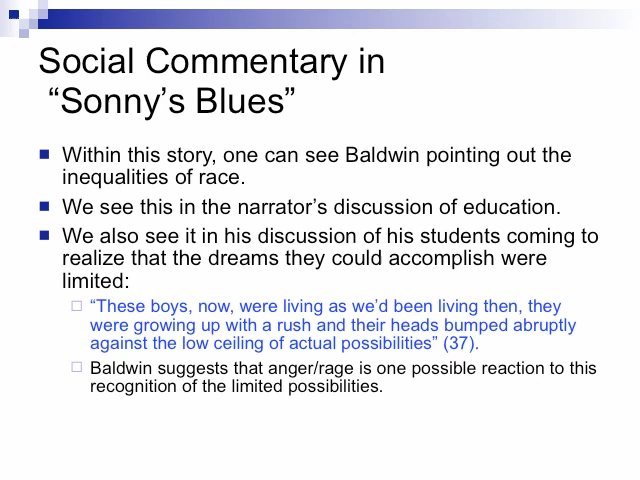 Social Commentary in
“Sonny’s Blues”
Within this story, one can see Baldwin pointing out the
inequalities of race.
We see this in the narrator’s discussion of education.
We also see it in his discussion of his students coming to
realize that the dreams they could accomplish were
limited:
“These boys, now, were living as we’d been living then, they
were growing up with a rush and their heads bumped abruptly
against the low ceiling of actual possibilities” (37).
Baldwin suggests that anger/rage is one possible reaction to this
recognition of the limited possibilities.